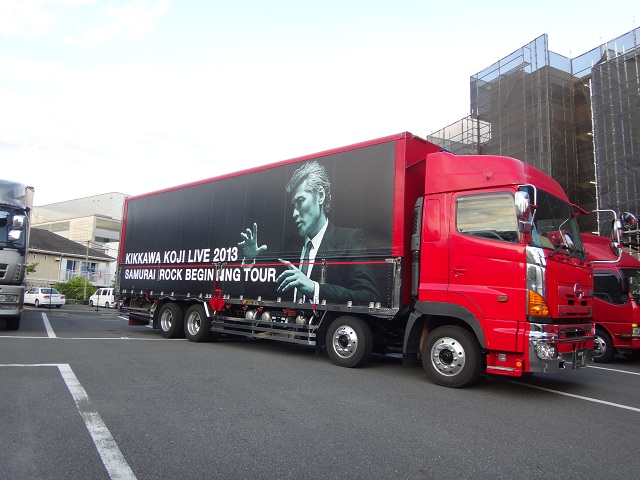 KIKKAWA KOJI LIVE 2013
SAMURAI ROCK BEGINNING TOUR